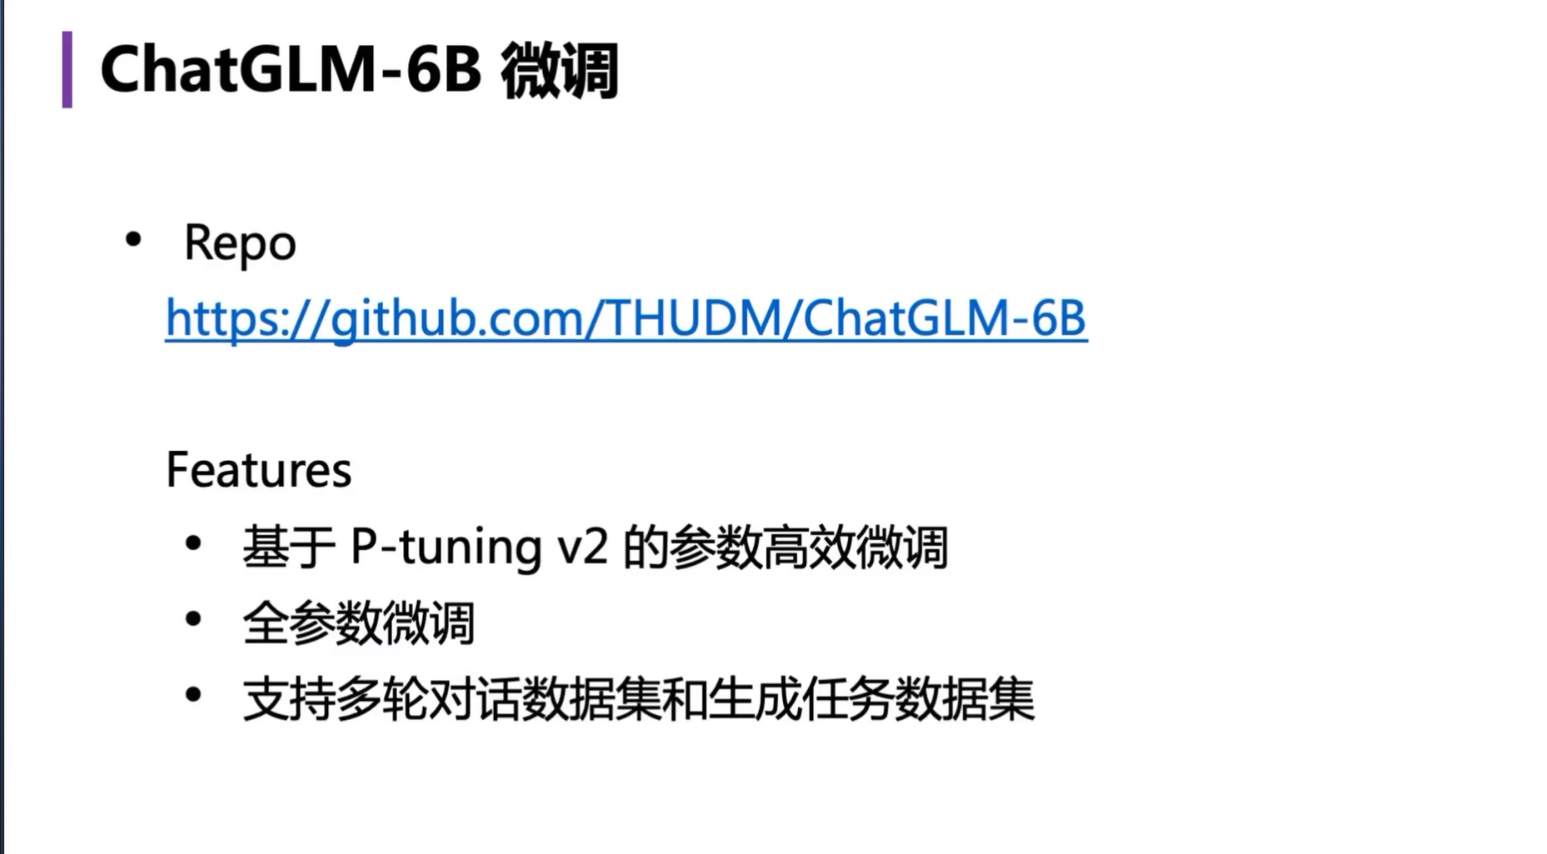 ChatGLM-6B 微调
• Repo
https://github.com/THUDM/ChatGLM-6B
Features
• 基于 P-tuning v2 的参数高效微调
• 全参数微调
• 支持多轮对话数据集和生成任务数据集